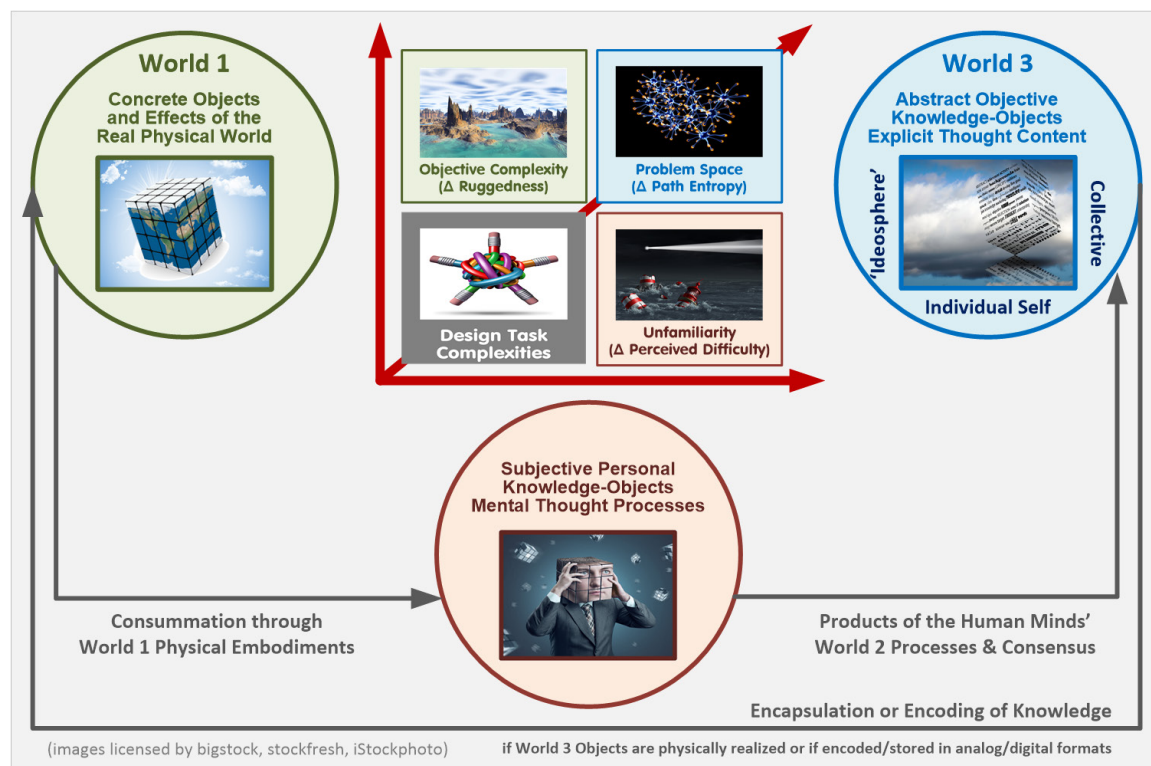 World 1
Concrete Objects
and Effects of the
Real Physical World
Objective Complexity
(Δ Ruggedness)
Problem Space
(Δ Path Entropy)
Design Task
Complexities
Unfamiliarity
(Δ Perceived Difficulty)
World 3
Abstract Objective
Knowledge-Objects
Explicit Thought Content
'Ideosphere'
Collective
Individual Self
Subjective Personal
Knowledge-Objects
Mental Thought Processes
Consummation through
World 1 Physical Embodiments
Products of the Human Minds'
World 2 Processes & Consensus
Encapsulation or Encoding of Knowledge
(images licensed by bigstock, stockfresh, iStockphoto)
if World 3 Objects are physically realized or if encoded/stored in analog/digital formats